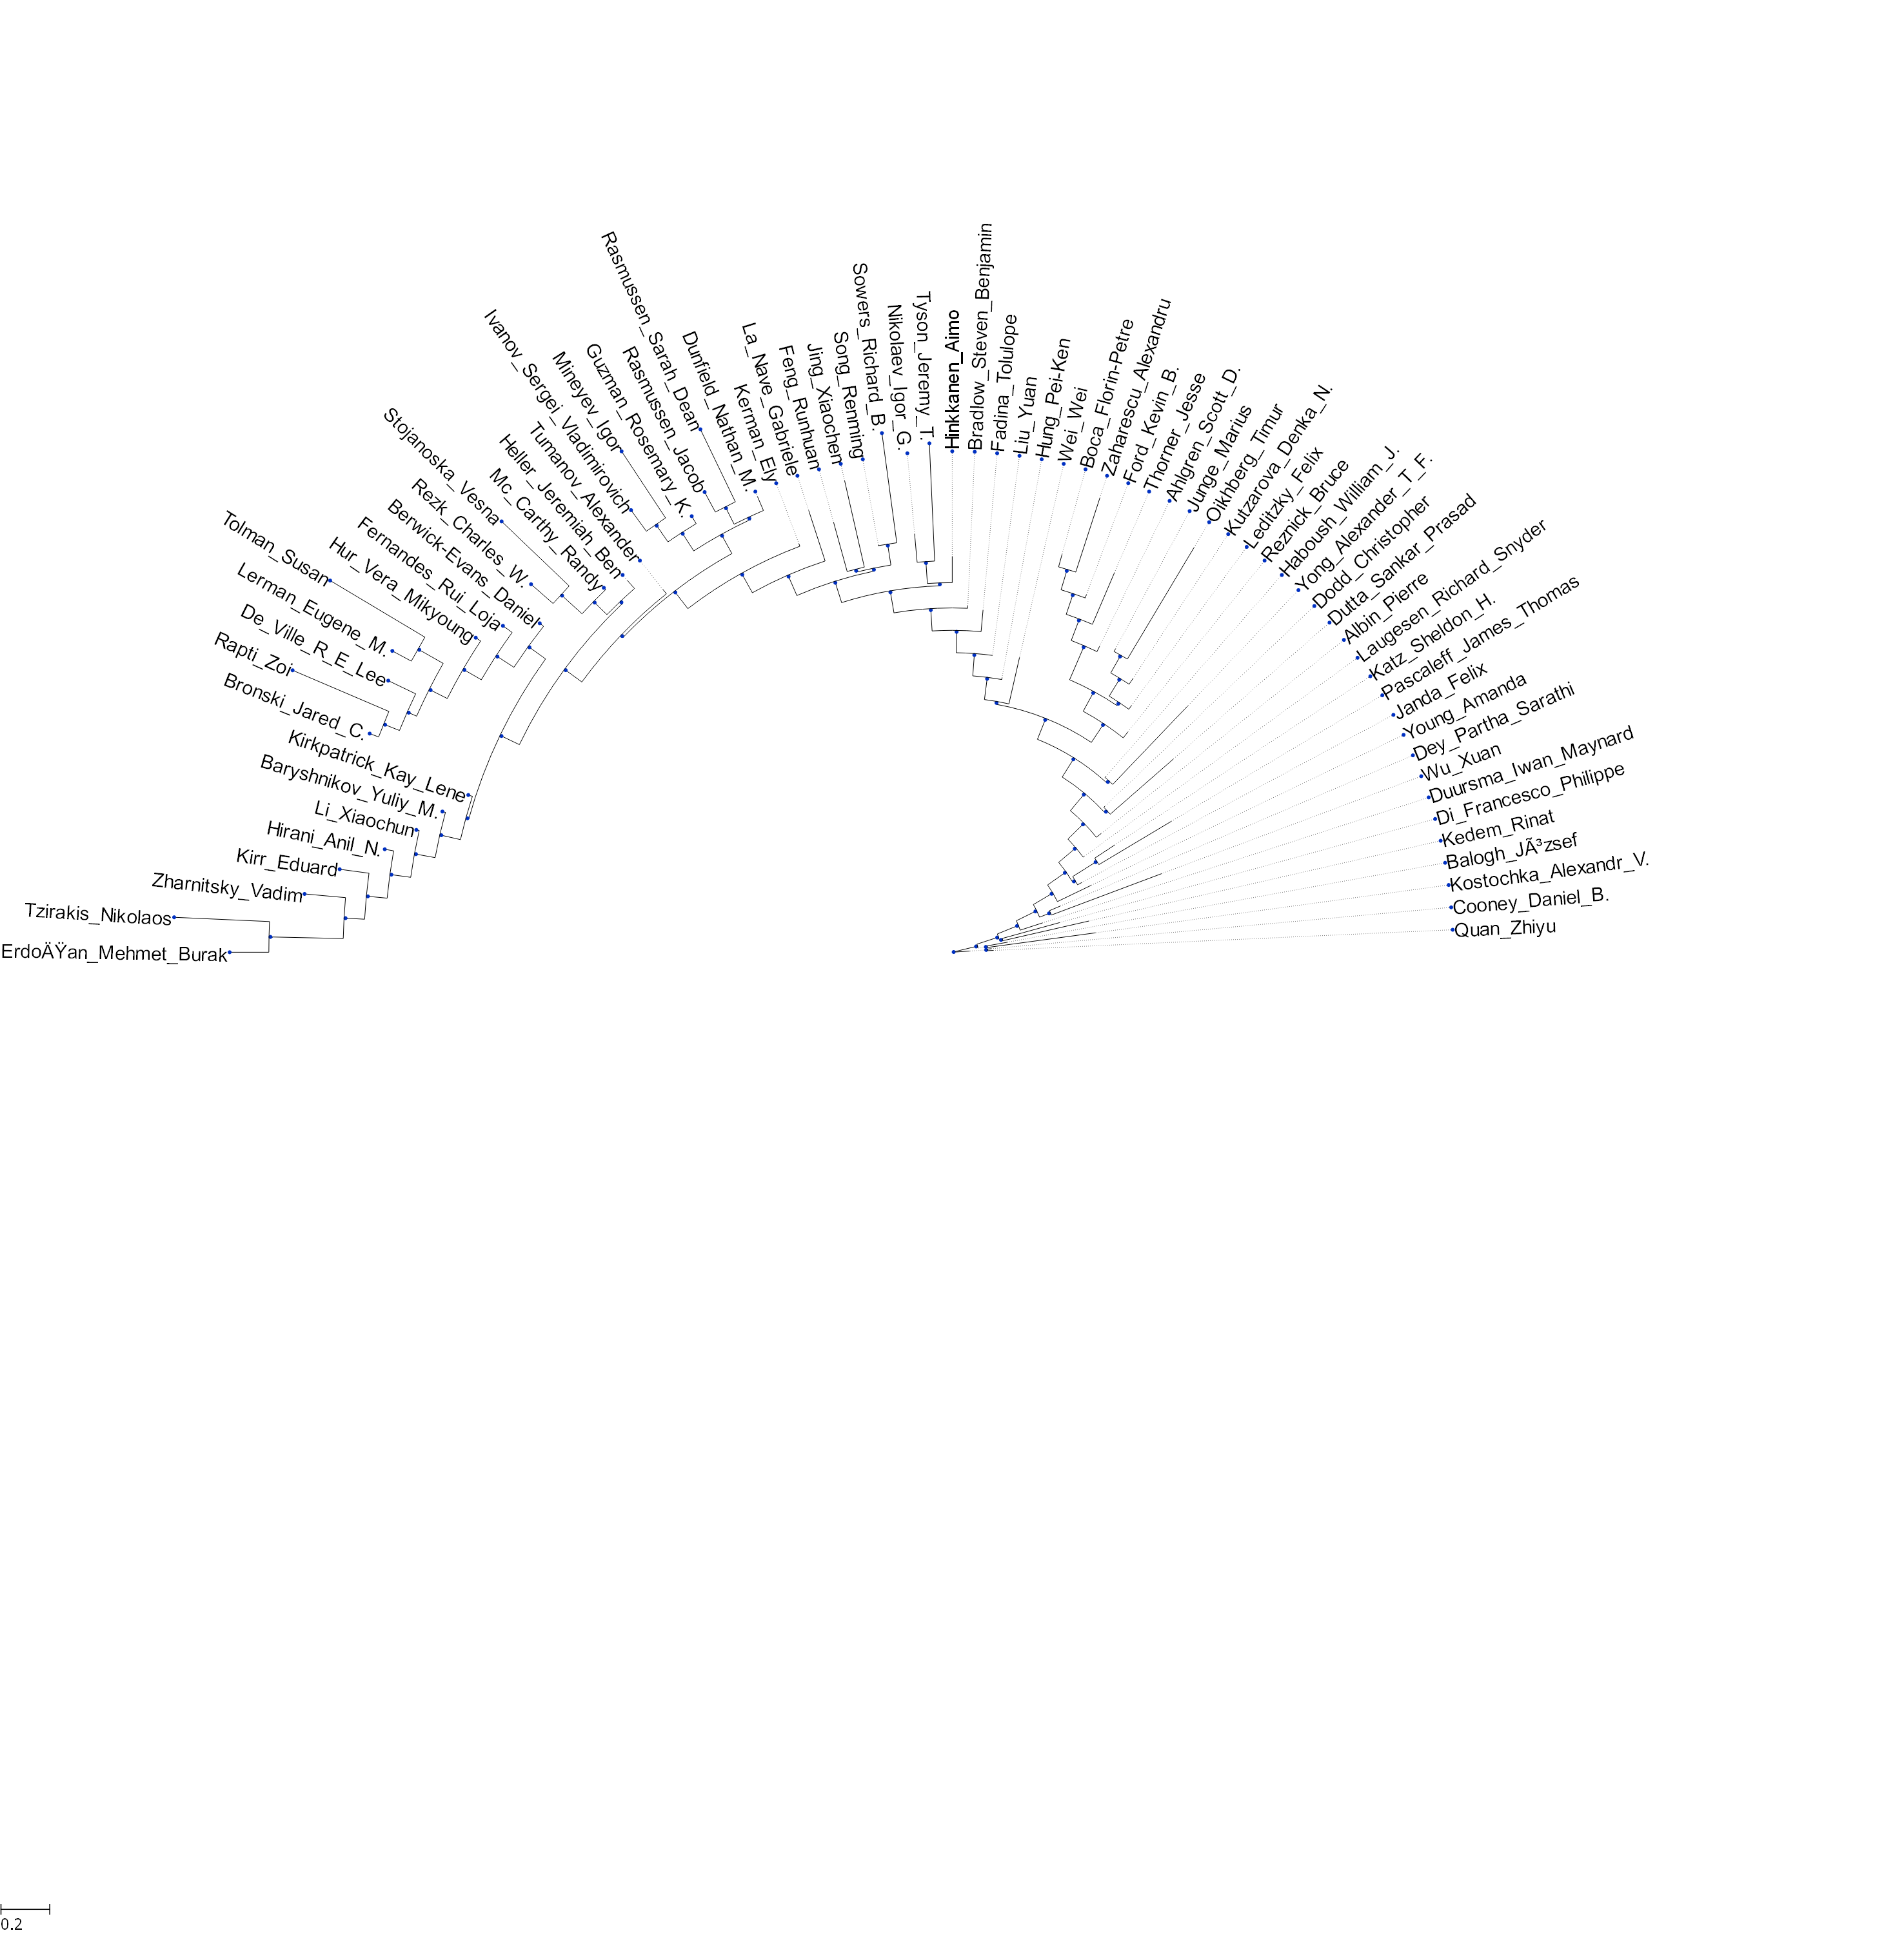 ErdoÄŸan_Mehmet_Burak
Tzirakis_Nikolaos
Zharnitsky_Vadim
Kirr_Eduard
Hirani_Anil_N.
Li_Xiaochun
Baryshnikov_Yuliy_M.
Kirkpatrick_Kay_Lene
Bronski_Jared_C.
Rapti_Zoi
De_Ville_R_E_Lee
Lerman_Eugene_M.
Tolman_Susan
Hur_Vera_Mikyoung
Fernandes_Rui_Loja
Berwick-Evans_Daniel
Rezk_Charles_W.
Stojanoska_Vesna
Mc_Carthy_Randy
Heller_Jeremiah_Ben
Tumanov_Alexander
Ivanov_Sergei_Vladimirovich
Mineyev_Igor
Guzman_Rosemary_K.
Rasmussen_Jacob
Rasmussen_Sarah_Dean
Dunfield_Nathan_M.
Kerman_Ely
La_Nave_Gabriele
Feng_Runhuan
Jing_Xiaochen
Song_Renming
Sowers_Richard_B.
Nikolaev_Igor_G.
Tyson_Jeremy_T.
Hinkkanen_Aimo
Bradlow_Steven_Benjamin
Fadina_Tolulope
Liu_Yuan
Hung_Pei-Ken
Wei_Wei
Boca_Florin-Petre
Zaharescu_Alexandru
Ford_Kevin_B.
Thorner_Jesse
Ahlgren_Scott_D.
Junge_Marius
Oikhberg_Timur
Kutzarova_Denka_N.
Leditzky_Felix
Reznick_Bruce
Haboush_William_J.
Yong_Alexander_T_F.
Dodd_Christopher
Dutta_Sankar_Prasad
Albin_Pierre
Laugesen_Richard_Snyder
Katz_Sheldon_H.
Pascaleff_James_Thomas
Janda_Felix
Young_Amanda
Dey_Partha_Sarathi
Wu_Xuan
Duursma_Iwan_Maynard
Di_Francesco_Philippe
Kedem_Rinat
Balogh_JÃ³zsef
Kostochka_Alexandr_V.
Cooney_Daniel_B.
Quan_Zhiyu
0.2